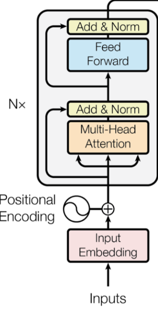 Add & Norm
Feed
Forward
N×
Add & Norm
Multi-Head
Attention
Positional
Encoding
Input
Embedding
Inputs